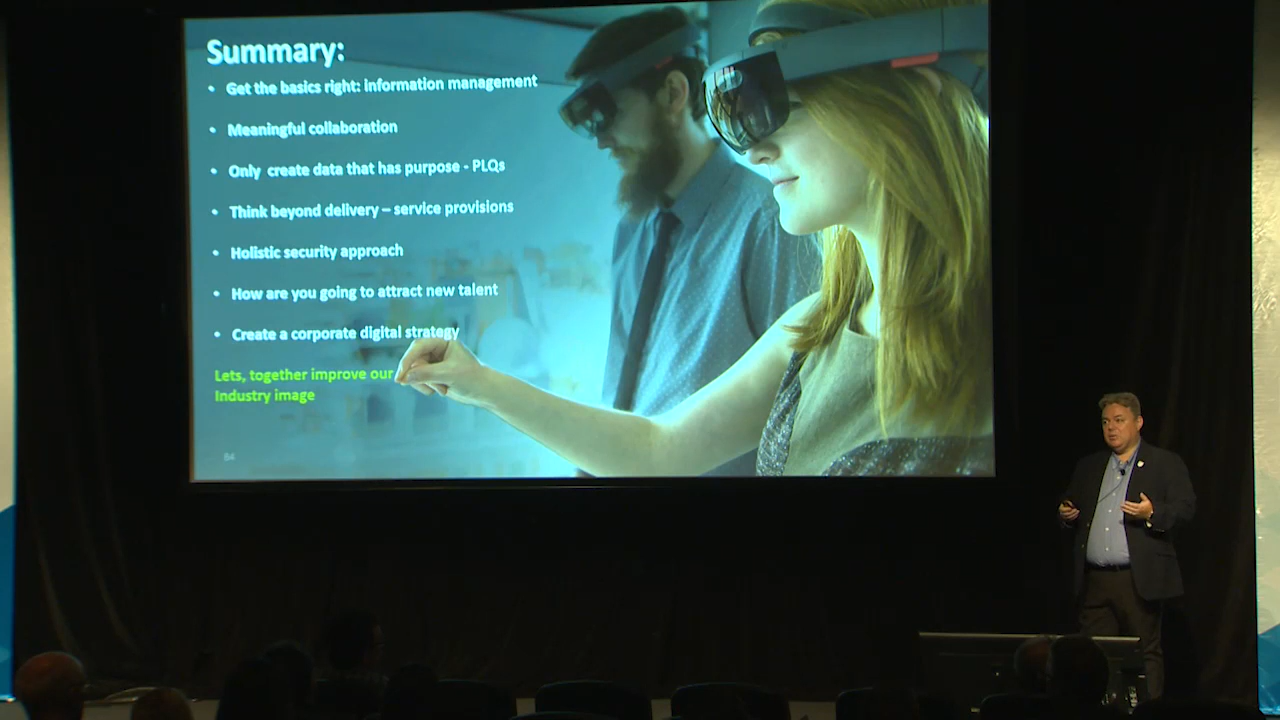 Summary:
• Get the basics right: Information management
• Meaningful collaboration
• Only create data that has purpose - PLQs
• Think beyond delivery – service provisions
• Holistic security approach
• How are you going to attract new talent
• Create a corporate digital strategy
Lets, together improve our
Industry image
84